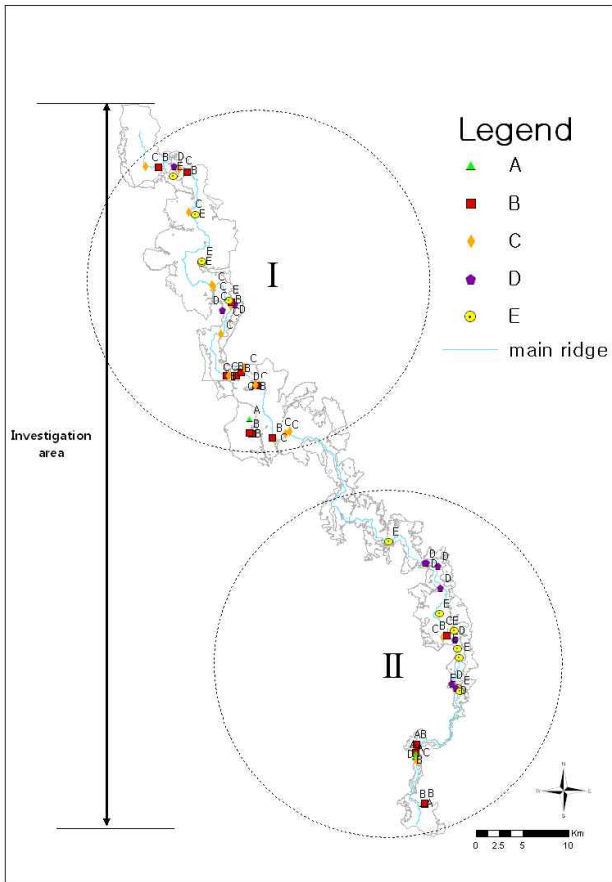 Legend
A
B
C
D
E
main ridge
C B D C
E B
C
E
E
E
C
C
C E
D B
C D
C
C C B C
B B
D C
C B
A
B
B
B C C
C
Investigation
area
I
E
D D
D
D
E
C E
B D
C B
E
D
E E
D
II
A B
A A
D C
B
B B
A
N
W E
S
0 2.5 5 10 Km